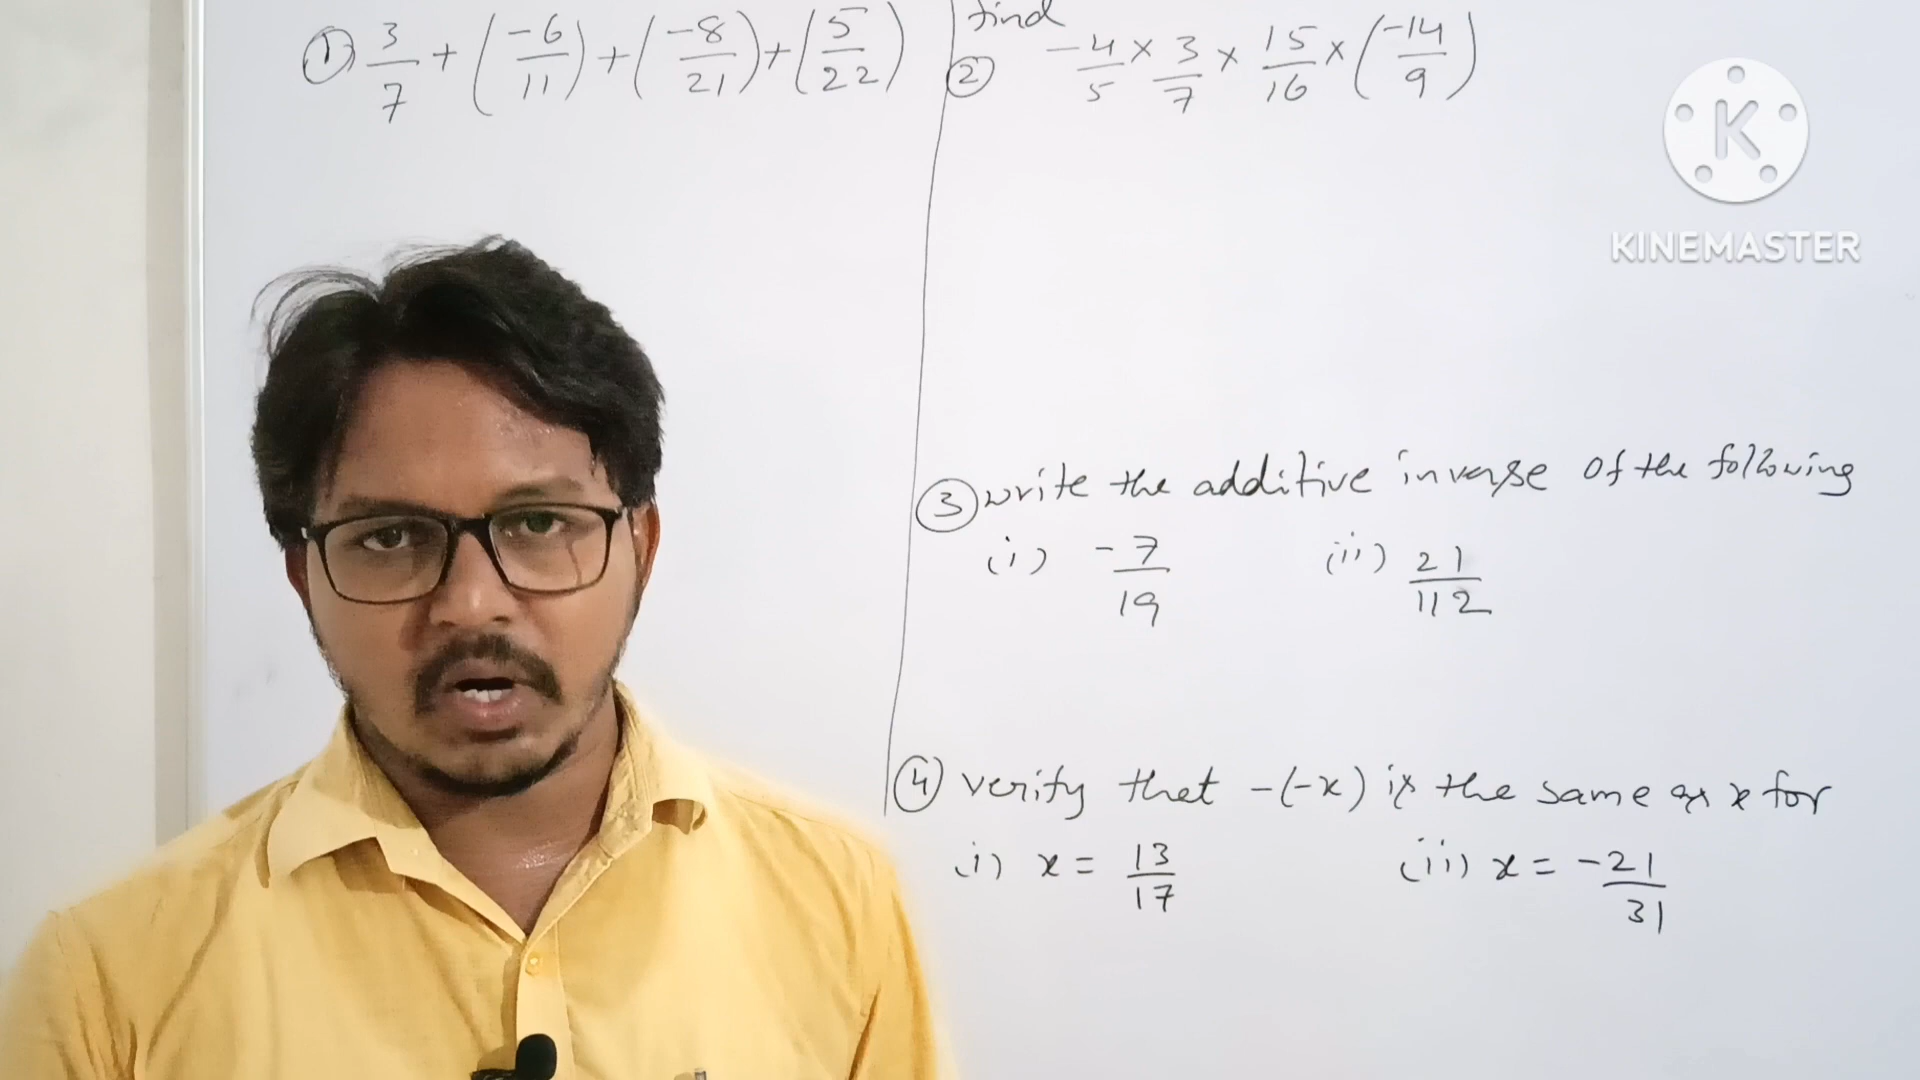 ① 3/7 + (-6/11) + (-8/21) + (5/22)
find
② -4/5 × 3/7 × 15/16 × (-14/9)
K
KINEMASTER
③ write the additive inverse of the following
(i) -7/19 (ii) 21/112
④ verify that -(-x) is the same as x for
(i) x = 13/17 (ii) x = -21/31